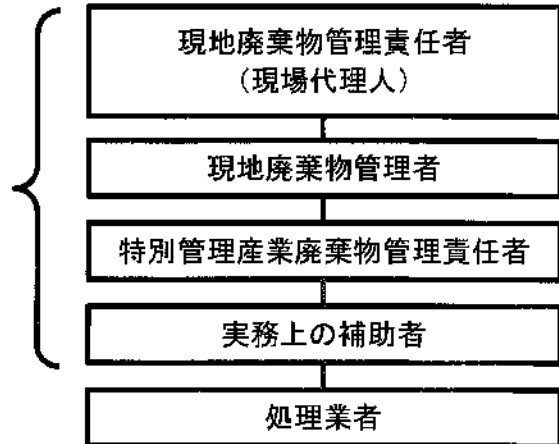 現地廃棄物管理責任者
（現場代理人）
現地廃棄物管理者
特別管理産業廃棄物管理責任者
実務上の補助者
処理業者